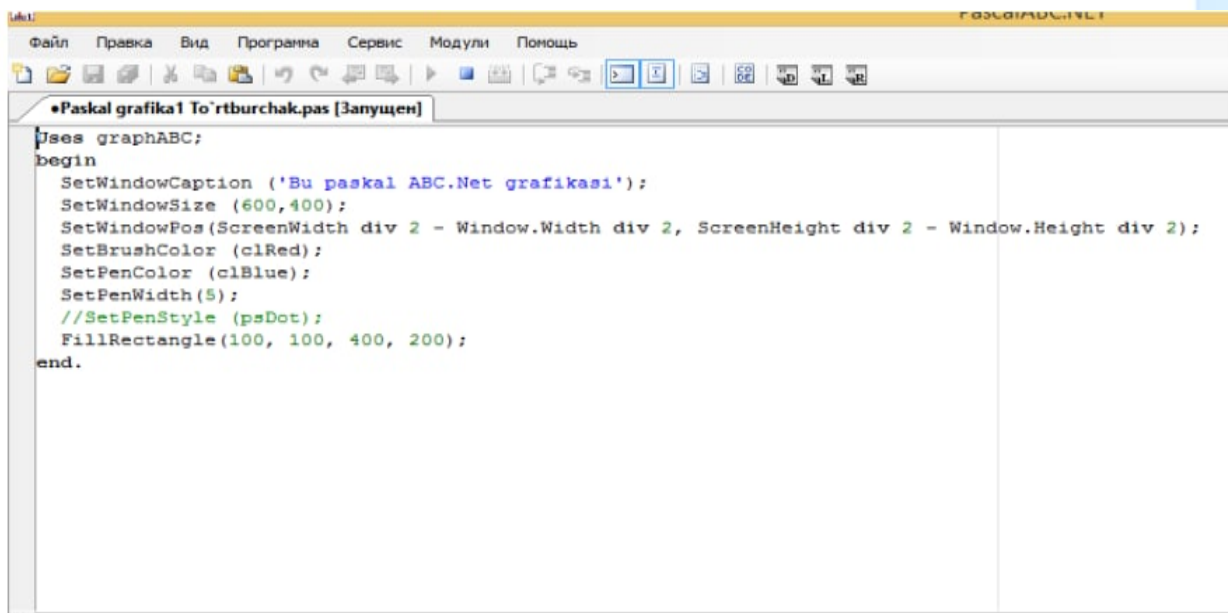 PascalABC.NET
Файл Правка Вид Программа Сервис Модули Помощь
•Paskal grafika1 To`rtburchak.pas [Запущен]
Uses graphABC;
begin
SetWindowCaption ('Bu paskal ABC.Net grafikasi');
SetWindowSize (600,400);
SetWindowPos(ScreenWidth div 2 - Window.Width div 2, ScreenHeight div 2 - Window.Height div 2);
SetBrushColor (clRed);
SetPenColor (clBlue);
SetPenWidth(5);
//SetPenStyle (psDot);
FillRectangle(100, 100, 400, 200);
end.